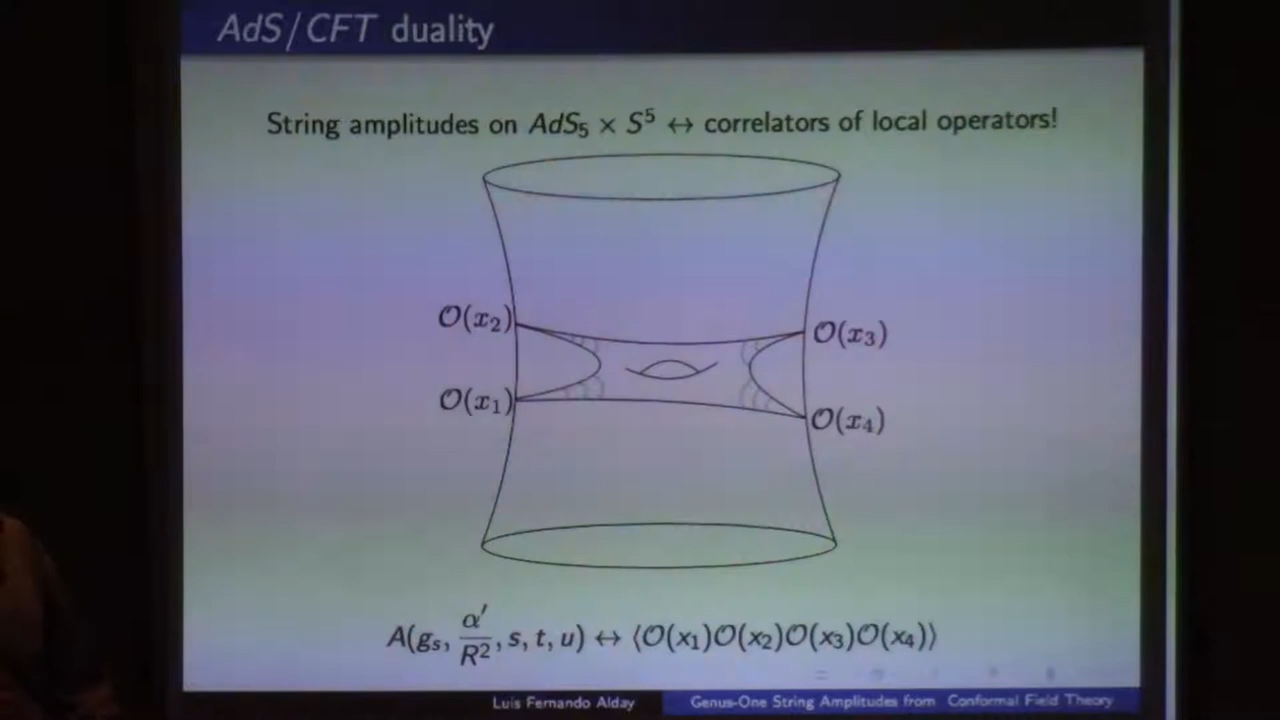 AdS/CFT duality
String amplitudes on AdS₅ × S⁵ ↔ correlators of local operators!
O(x₂)
O(x₃)
O(x₁)
O(x₄)
A(gₛ, α′/R², s, t, u) ↔ ⟨O(x₁)O(x₂)O(x₃)O(x₄)⟩
Luis Fernando Alday
Genus-One String Amplitudes from Conformal Field Theory